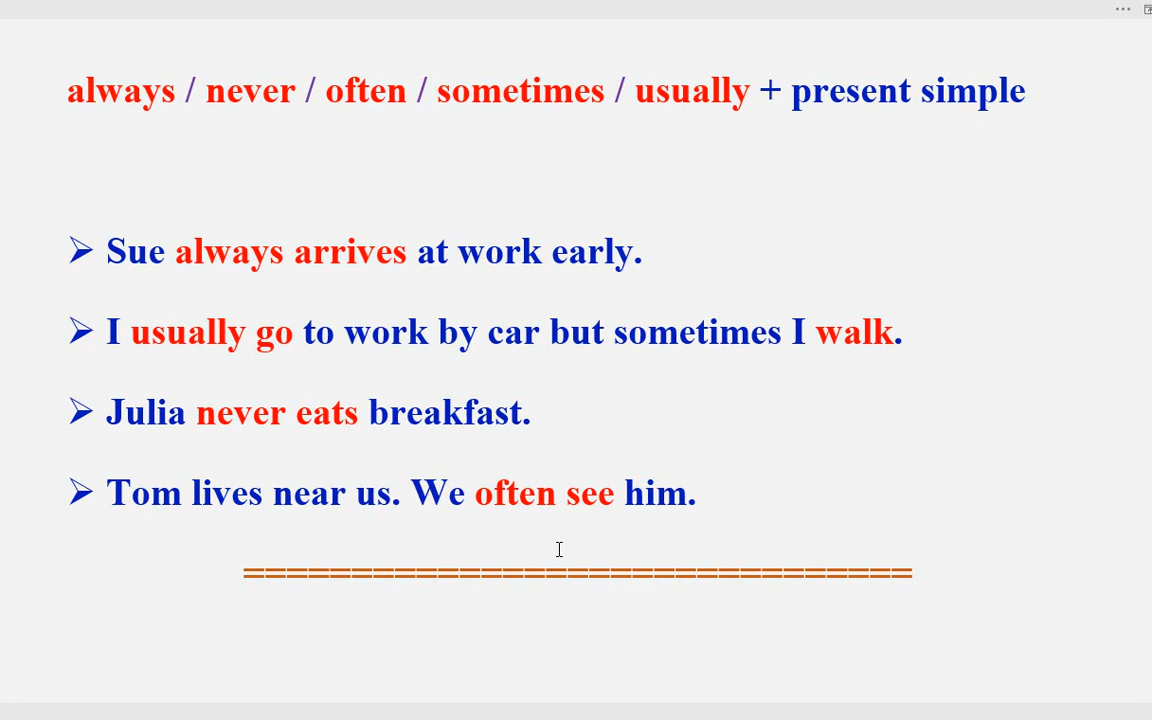 always / never / often / sometimes / usually + present simple
➢ Sue always arrives at work early.
➢ I usually go to work by car but sometimes I walk.
➢ Julia never eats breakfast.
➢ Tom lives near us. We often see him.
===============================